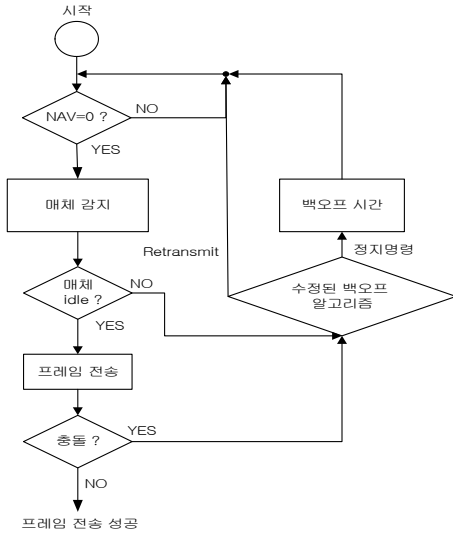 시작
NAV=0 ?
NO
YES
매체 감지
백오프 시간
Retransmit
정지명령
매체
idle ?
NO
수정된 백오프
알고리즘
YES
프레임 전송
충돌 ?
YES
NO
프레임 전송 성공